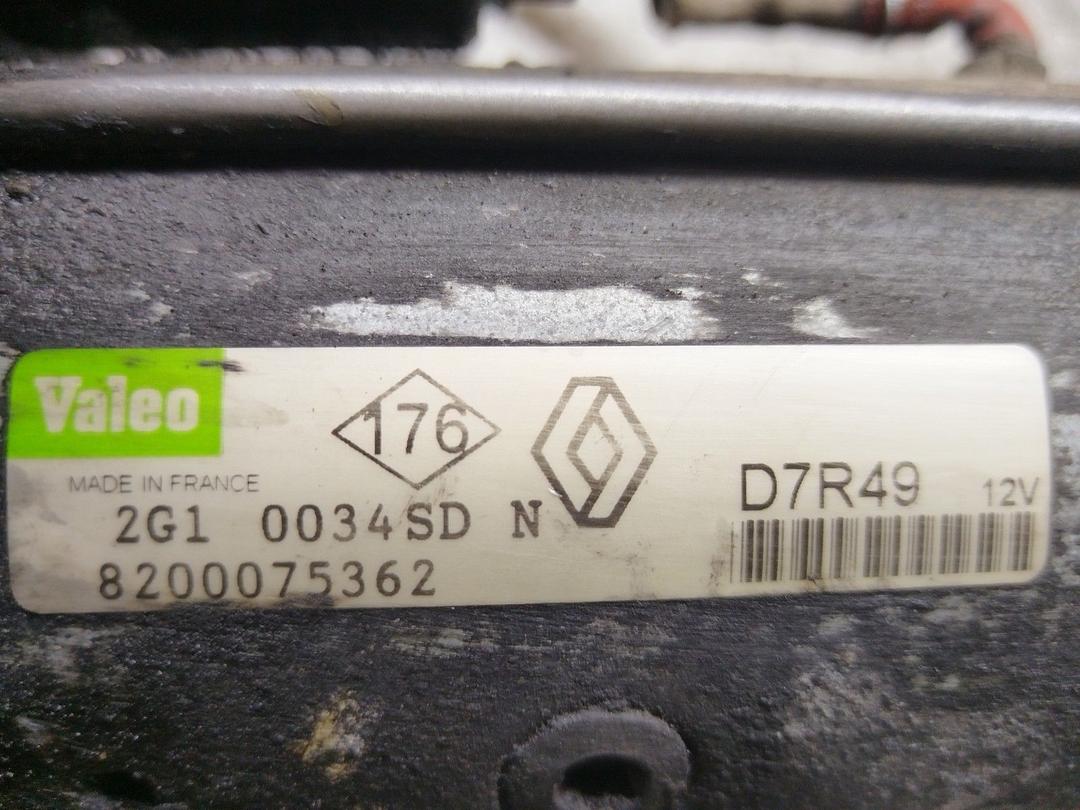 Valeo
176
MADE IN FRANCE
D7R49 12V
2G1 0034SD N
8200075362